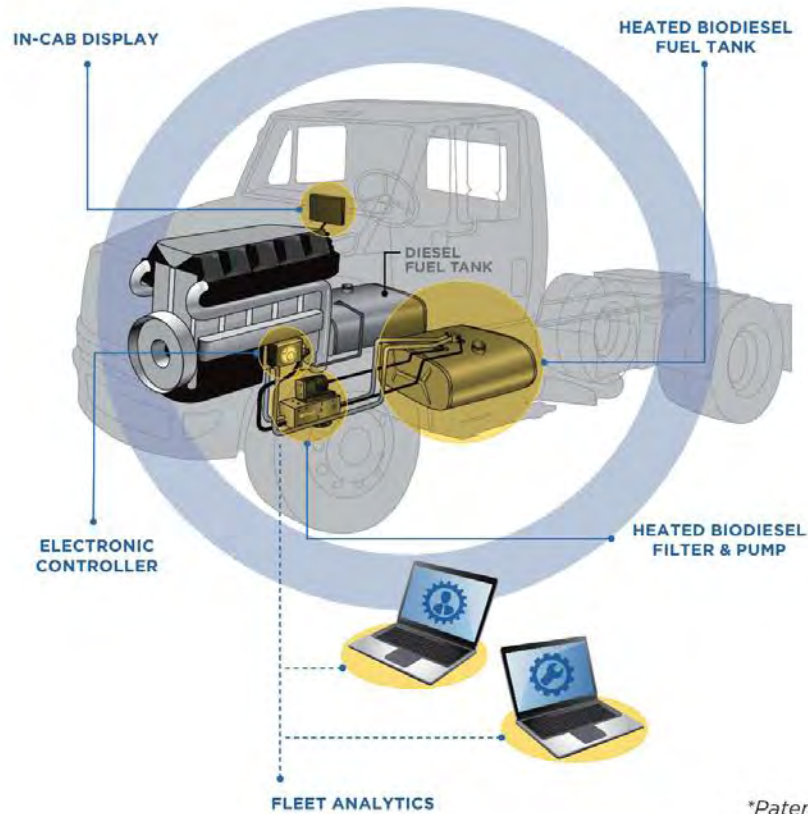 IN-CAB DISPLAY
HEATED BIODIESEL
FUEL TANK
DIESEL
FUEL TANK
ELECTRONIC
CONTROLLER
HEATED BIODIESEL
FILTER & PUMP
FLEET ANALYTICS